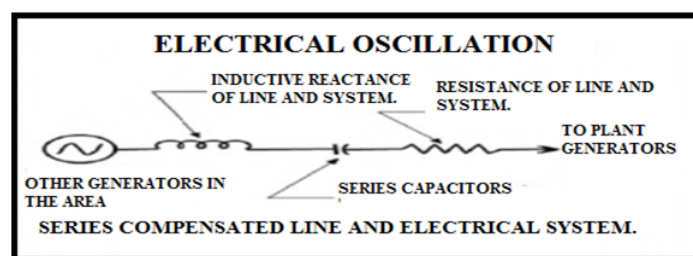 ELECTRICAL OSCILLATION
INDUCTIVE REACTANCE
OF LINE AND SYSTEM.
RESISTANCE OF LINE AND
SYSTEM.
TO PLANT
GENERATORS
OTHER GENERATORS IN
THE AREA
SERIES CAPACITORS
SERIES COMPENSATED LINE AND ELECTRICAL SYSTEM.